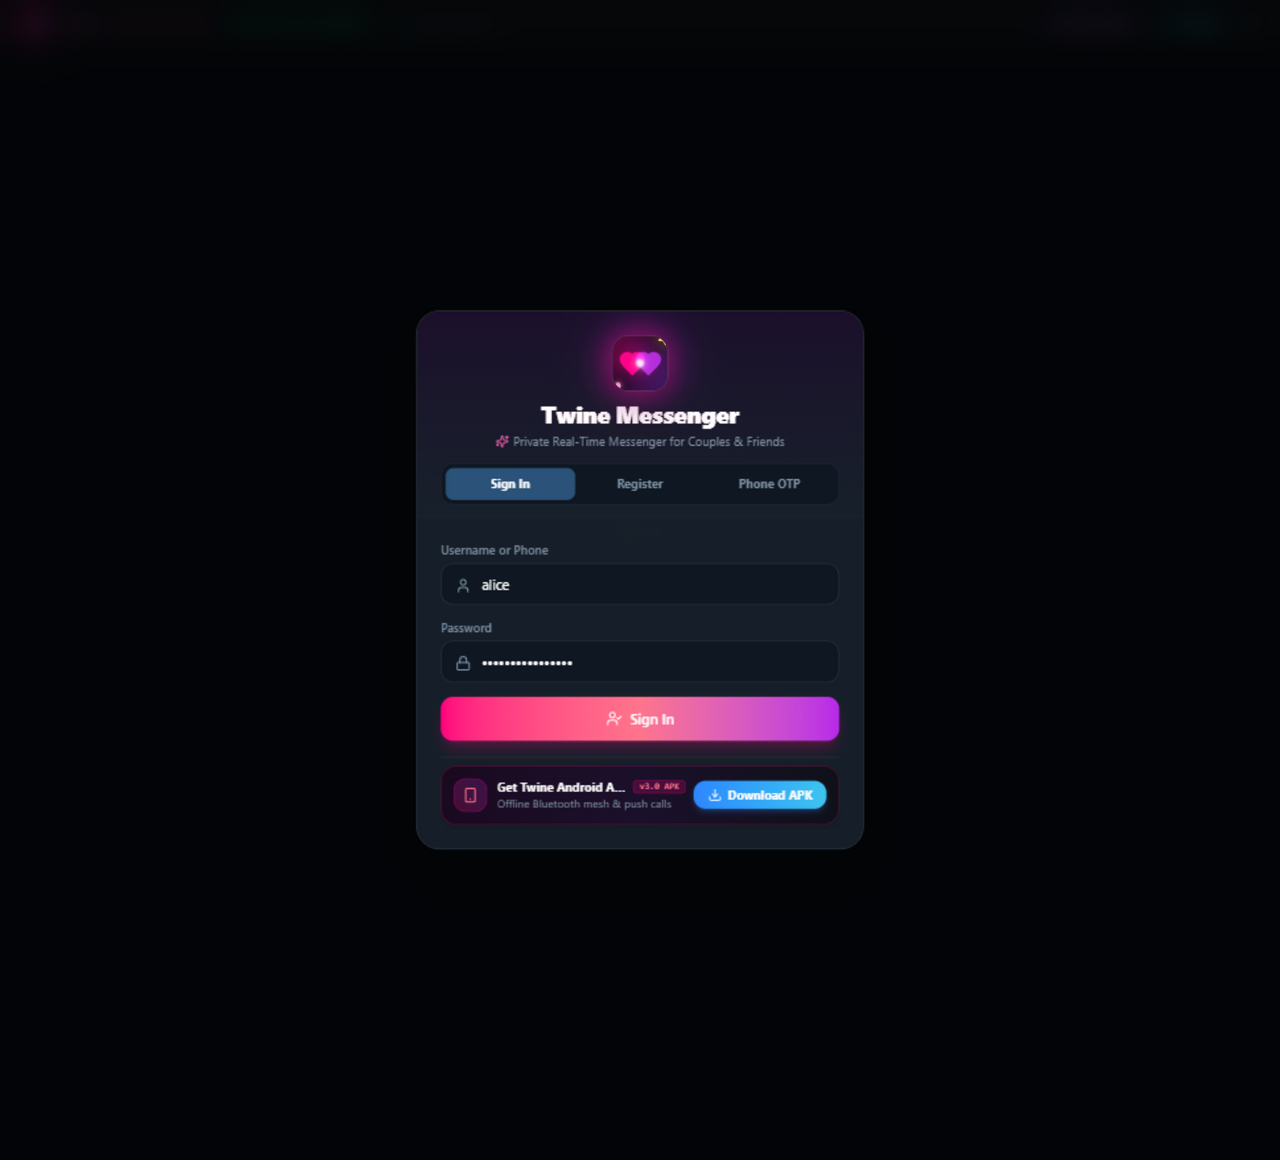 Twine Messenger
Private Real-Time Messenger for Couples & Friends
Sign In Register Phone OTP
Username or Phone
alice
Password
••••••••••••••••
Sign In
Get Twine Android A... v3.0 APK
Offline Bluetooth mesh & push calls
Download APK